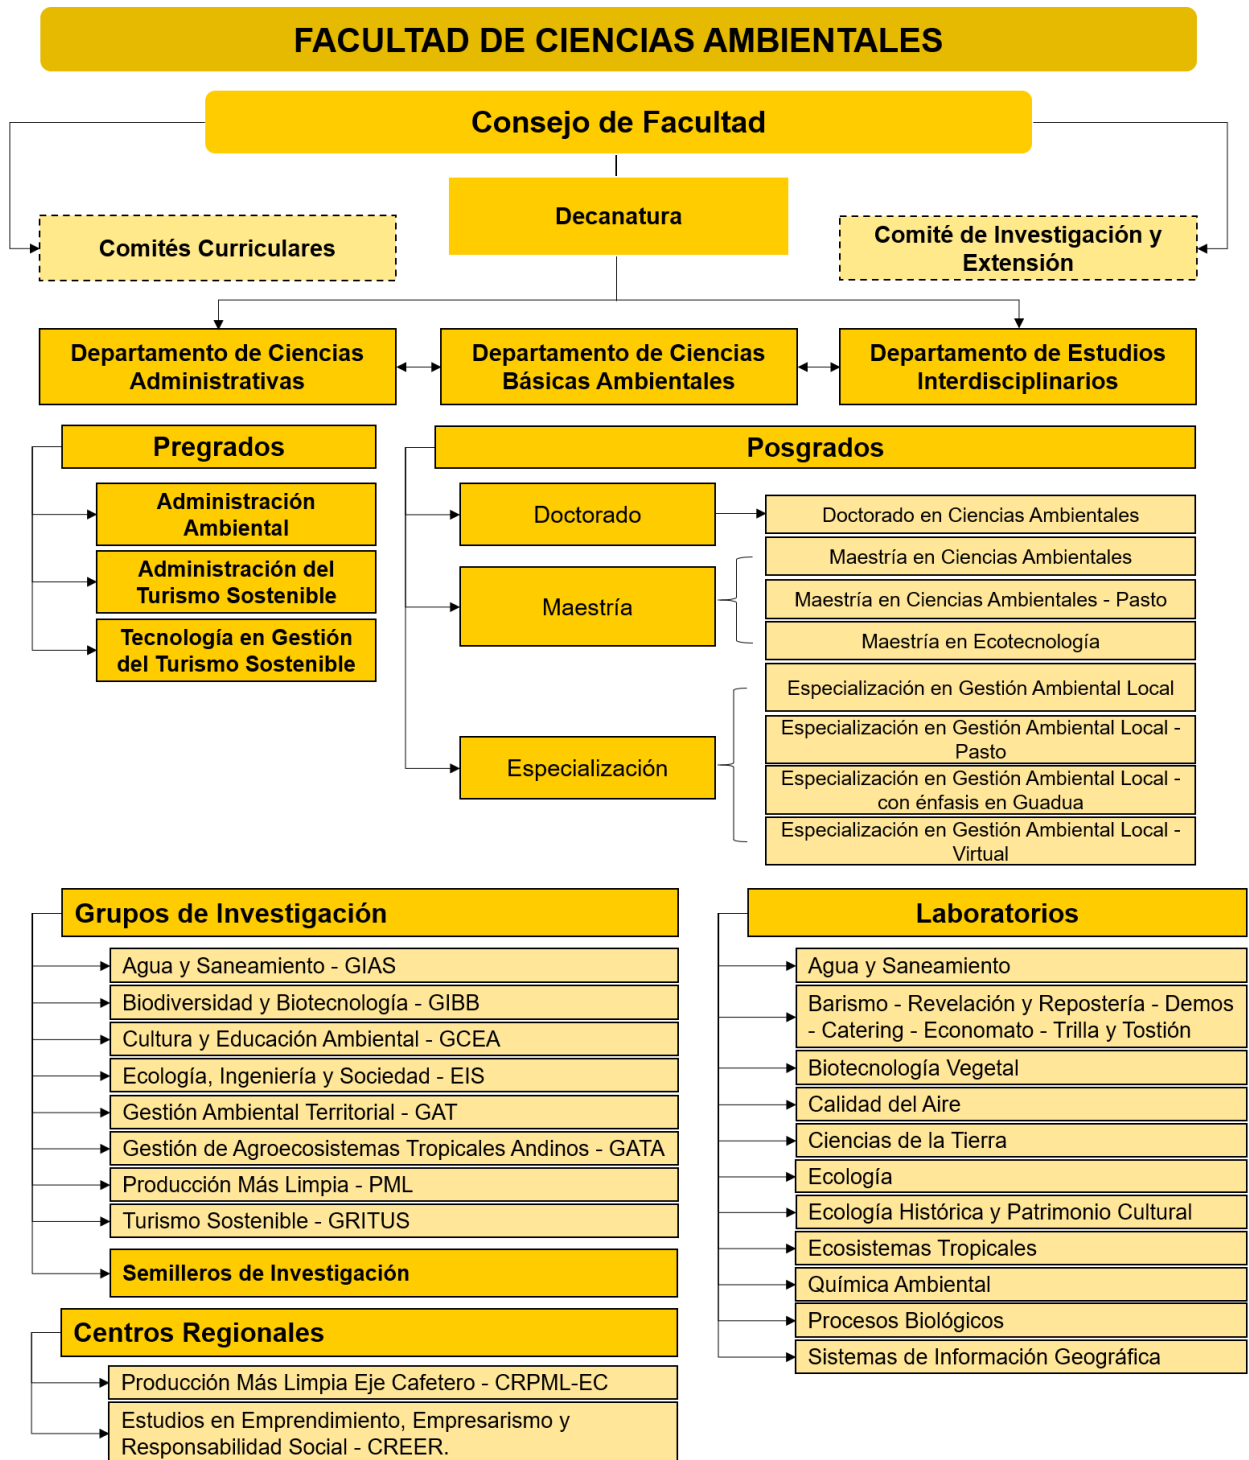 FACULTAD DE CIENCIAS AMBIENTALES
Consejo de Facultad
Decanatura
Comités Curriculares
Comité de Investigación y
Extensión
Departamento de Ciencias
Administrativas
Departamento de Ciencias
Básicas Ambientales
Departamento de Estudios
Interdisciplinarios
Pregrados
Administración
Ambiental
Administración del
Turismo Sostenible
Tecnología en Gestión
del Turismo Sostenible
Posgrados
Doctorado
Doctorado en Ciencias Ambientales
Maestría
Maestría en Ciencias Ambientales
Maestría en Ciencias Ambientales - Pasto
Maestría en Ecotecnología
Especialización
Especialización en Gestión Ambiental Local
Especialización en Gestión Ambiental Local -
Pasto
Especialización en Gestión Ambiental Local -
con énfasis en Guadua
Especialización en Gestión Ambiental Local -
Virtual
Grupos de Investigación
Agua y Saneamiento - GIAS
Biodiversidad y Biotecnología - GIBB
Cultura y Educación Ambiental - GCEA
Ecología, Ingeniería y Sociedad - EIS
Gestión Ambiental Territorial - GAT
Gestión de Agroecosistemas Tropicales Andinos - GATA
Producción Más Limpia - PML
Turismo Sostenible - GRITUS
Semilleros de Investigación
Centros Regionales
Producción Más Limpia Eje Cafetero - CRPML-EC
Estudios en Emprendimiento, Empresarismo y
Responsabilidad Social - CREER.
Laboratorios
Agua y Saneamiento
Barismo - Revelación y Repostería - Demos
- Catering - Economato - Trilla y Tostión
Biotecnología Vegetal
Calidad del Aire
Ciencias de la Tierra
Ecología
Ecología Histórica y Patrimonio Cultural
Ecosistemas Tropicales
Química Ambiental
Procesos Biológicos
Sistemas de Información Geográfica